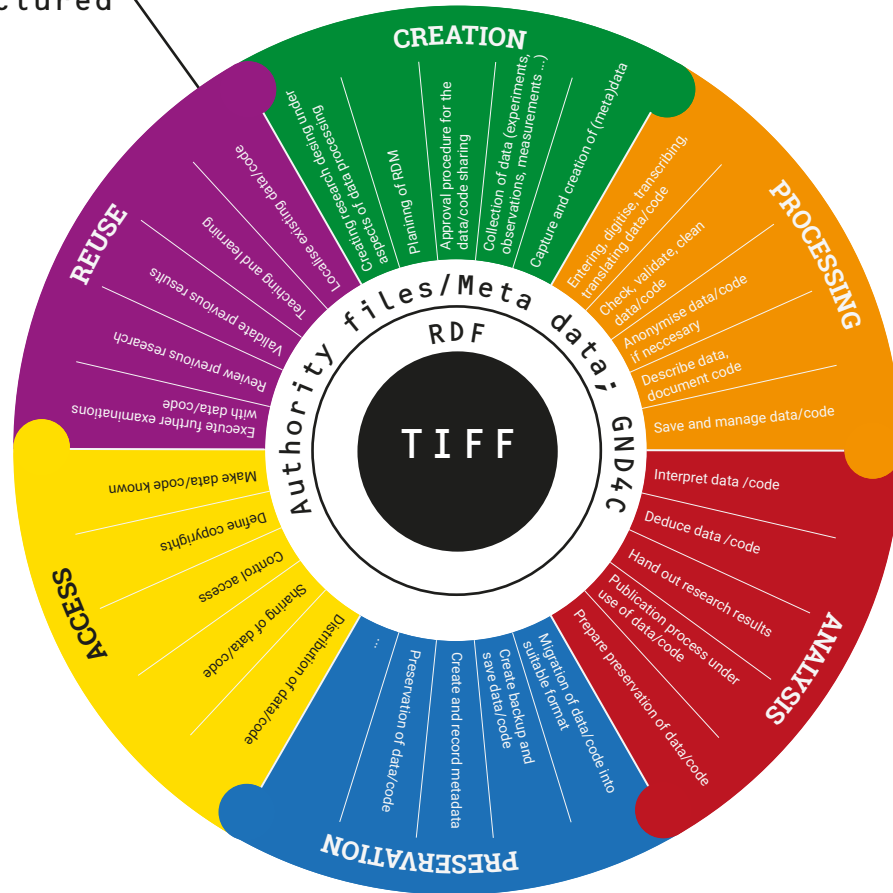 ctured
CREATION
Creating research desing under
aspects of data processing
Planning of RDM
Approval procedure for the
data/code sharing
Collection of data (experiments,
observations, measurements ...)
Capture and creation of (meta)data
PROCESSING
Entering, digitise, transcribing,
translating data/code
Check, validate, clean
data/code
Anonymise data/code
if neccesary
Describe data,
document code
Save and manage data/code
ANALYSIS
Interpret data /code
Deduce data /code
Hand out research results
Publication process under
use of data/code
Prepare preservation of data/code
PRESERVATION
Migration of data/code into
suitable format
Create backup and
save data/code
Create and record metadata
Preservation of data/code
...
ACCESS
Distribution of data/code
Sharing of data/code
Control access
Define copyrights
Make data/code known
REUSE
Execute further examinations
with data/code
Review previous research
Validate previous results
Teaching and learning
Localise existing data/code
Authority files/Meta data; GND4C
RDF
TIFF